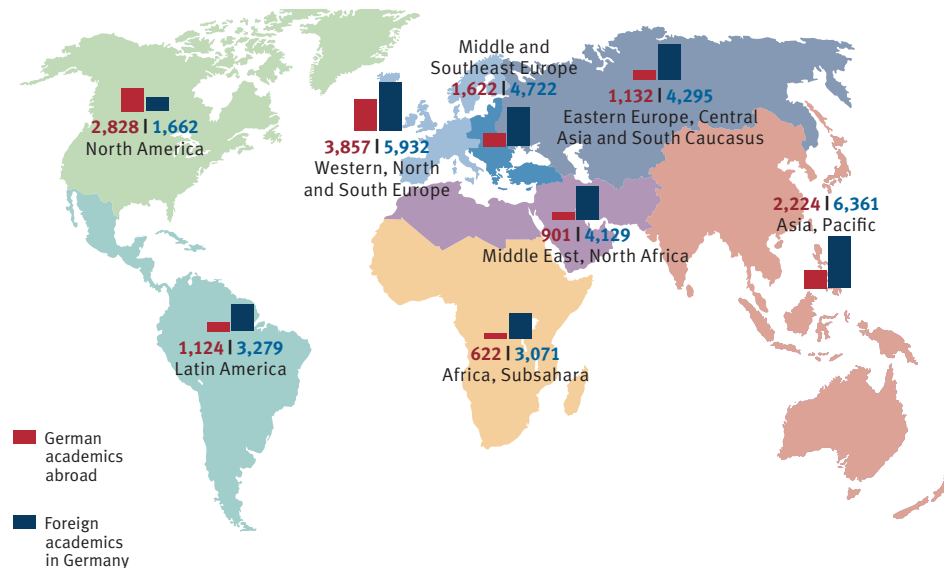 2,828 | 1,662
North America
3,857 | 5,932
Western, North
and South Europe
Middle and
Southeast Europe
1,622 | 4,722
1,132 | 4,295
Eastern Europe, Central
Asia and South Caucasus
901 | 4,129
Middle East, North Africa
2,224 | 6,361
Asia, Pacific
1,124 | 3,279
Latin America
622 | 3,071
Africa, Subsahara
German
academics
abroad
Foreign
academics
in Germany